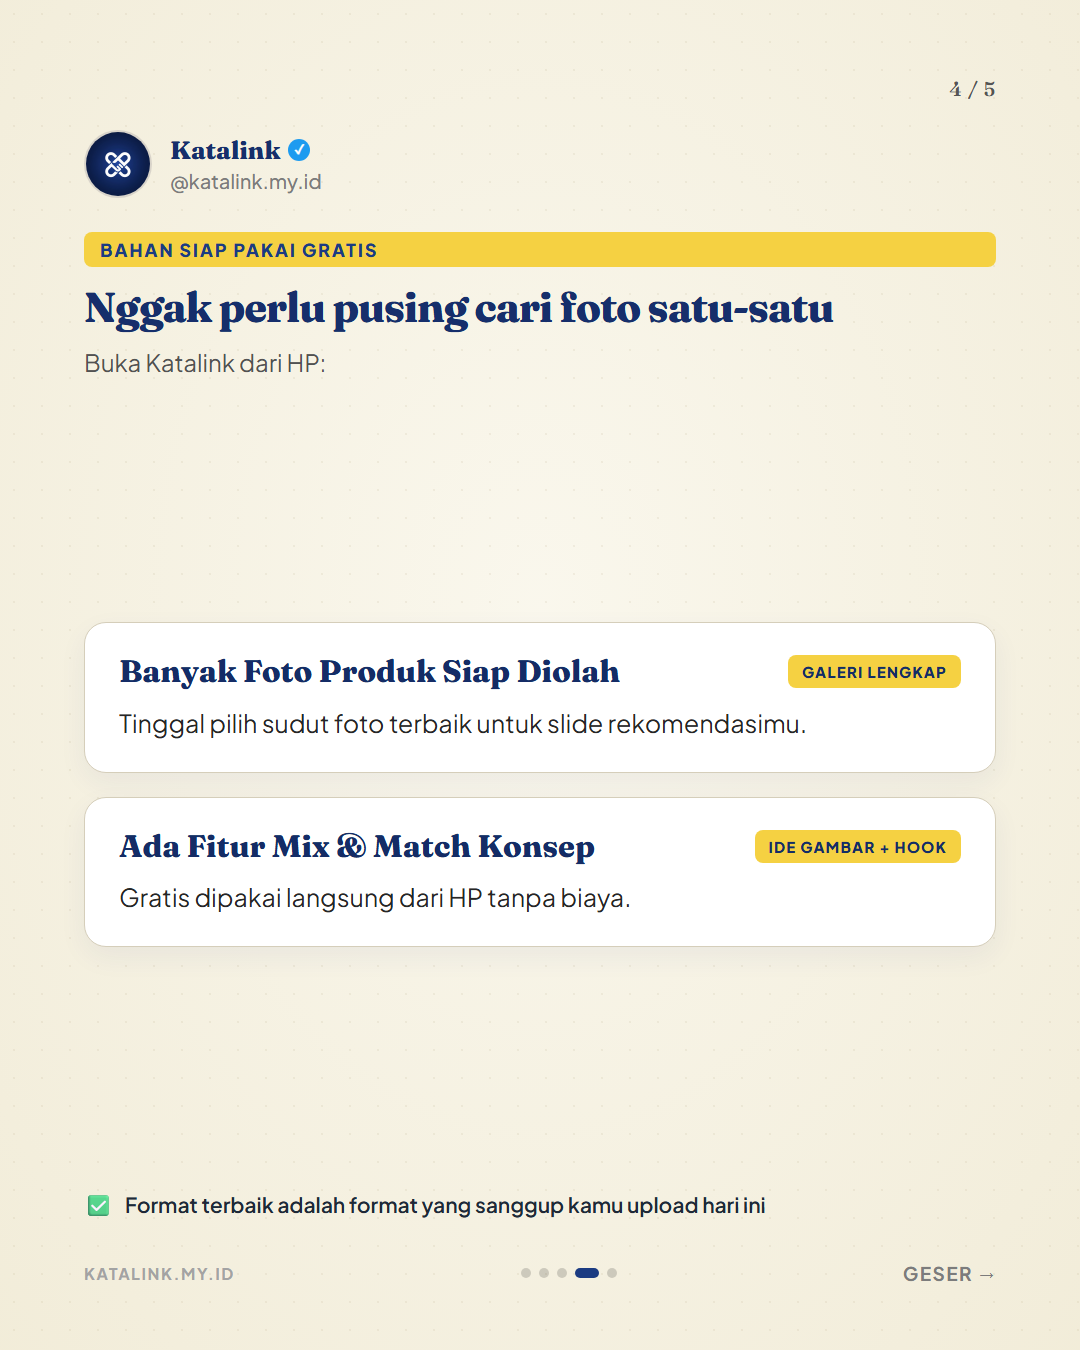 4 / 5
Katalink
@katalink.my.id
BAHAN SIAP PAKAI GRATIS
Nggak perlu pusing cari foto satu-satu
Buka Katalink dari HP:
Banyak Foto Produk Siap Diolah
GALERI LENGKAP
Tinggal pilih sudut foto terbaik untuk slide rekomendasimu.
Ada Fitur Mix & Match Konsep
IDE GAMBAR + HOOK
Gratis dipakai langsung dari HP tanpa biaya.
✅ Format terbaik adalah format yang sanggup kamu upload hari ini
KATALINK.MY.ID
GESER →